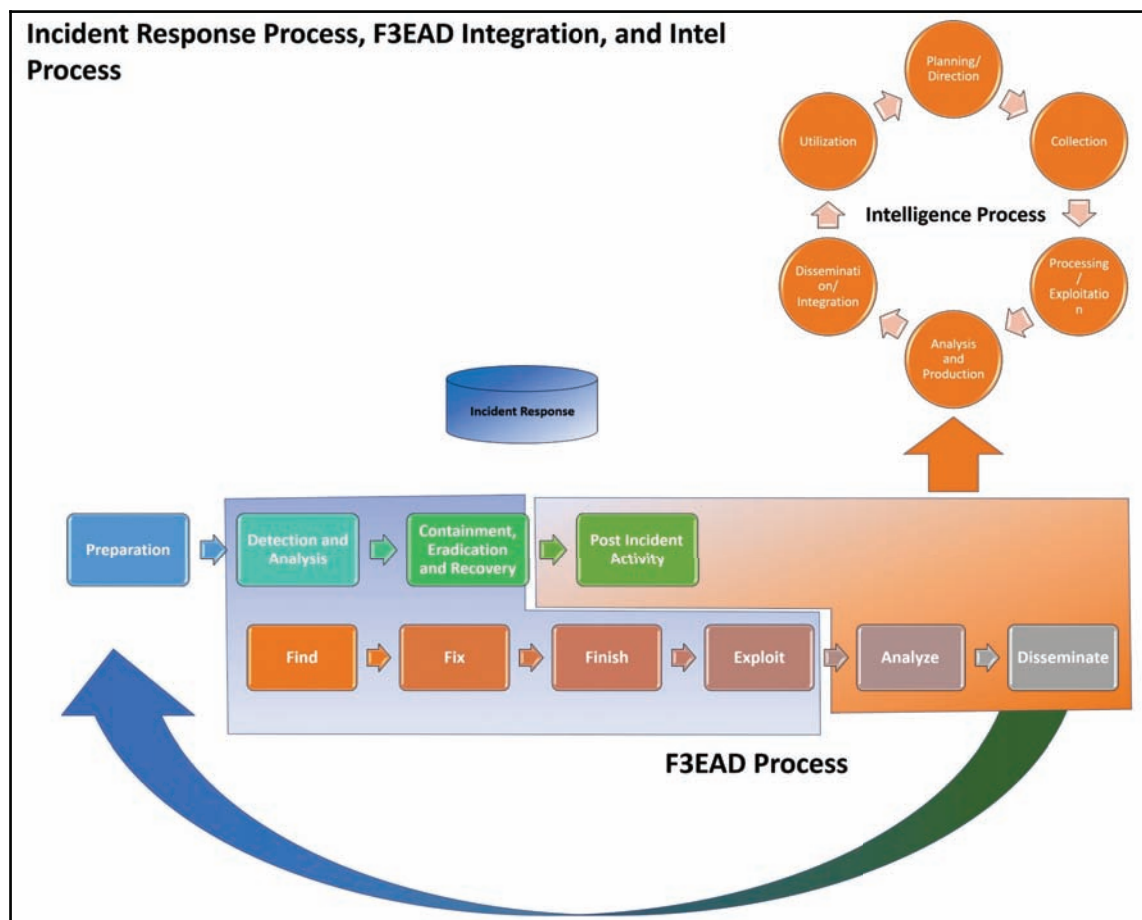 Incident Response Process, F3EAD Integration, and Intel
Process
Planning/
Direction
Utilization
Collection
Intelligence Process
Disseminati
on/
Integration
Processing
/
Exploitatio
n
Analysis
and
Production
Incident Response
Preparation
Detection and
Analysis
Containment,
Eradication
and Recovery
Post Incident
Activity
Find
Fix
Finish
Exploit
Analyze
Disseminate
F3EAD Process